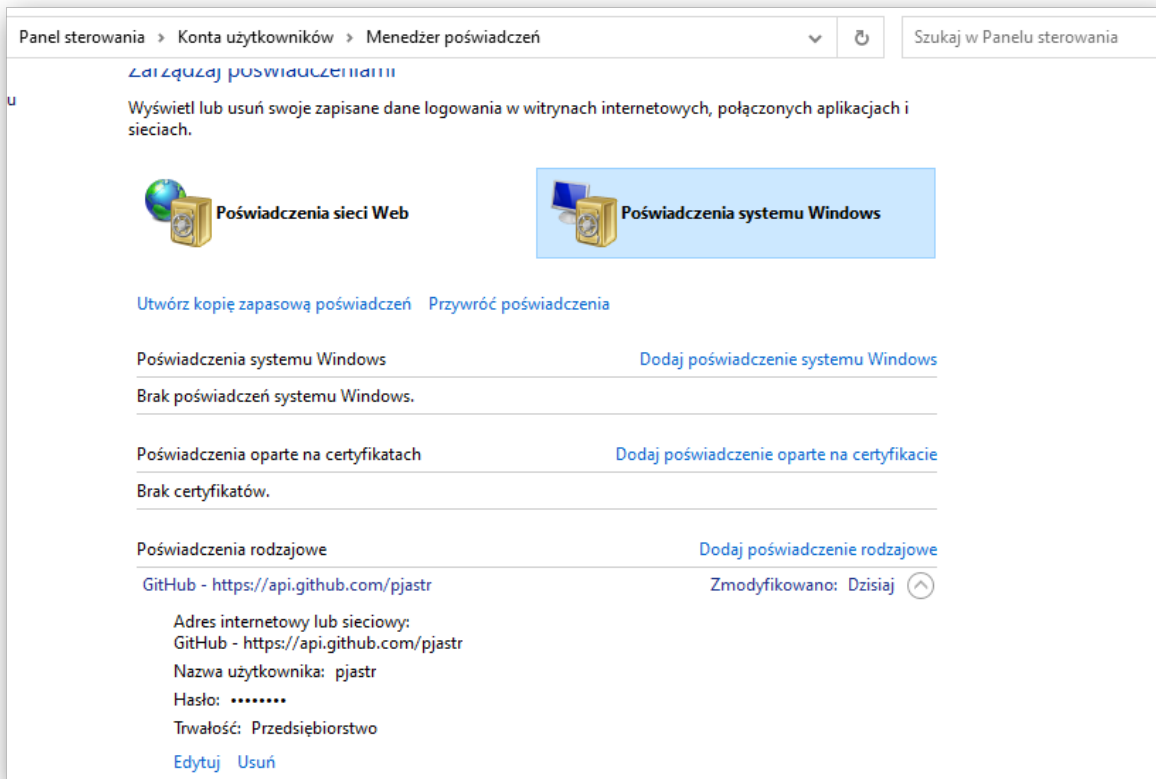 Panel sterowania > Konta użytkowników > Menedżer poświadczeń
Szukaj w Panelu sterowania
Zarządzaj poświadczeniami
u
Wyświetl lub usuń swoje zapisane dane logowania w witrynach internetowych, połączonych aplikacjach i
sieciach.
Poświadczenia sieci Web
Poświadczenia systemu Windows
Utwórz kopię zapasową poświadczeń Przywróć poświadczenia
Poświadczenia systemu Windows Dodaj poświadczenie systemu Windows
Brak poświadczeń systemu Windows.
Poświadczenia oparte na certyfikatach Dodaj poświadczenie oparte na certyfikacie
Brak certyfikatów.
Poświadczenia rodzajowe Dodaj poświadczenie rodzajowe
GitHub - https://api.github.com/pjastr Zmodyfikowano: Dzisiaj
Adres internetowy lub sieciowy:
GitHub - https://api.github.com/pjastr
Nazwa użytkownika: pjastr
Hasło: ••••••••
Trwałość: Przedsiębiorstwo
Edytuj Usuń